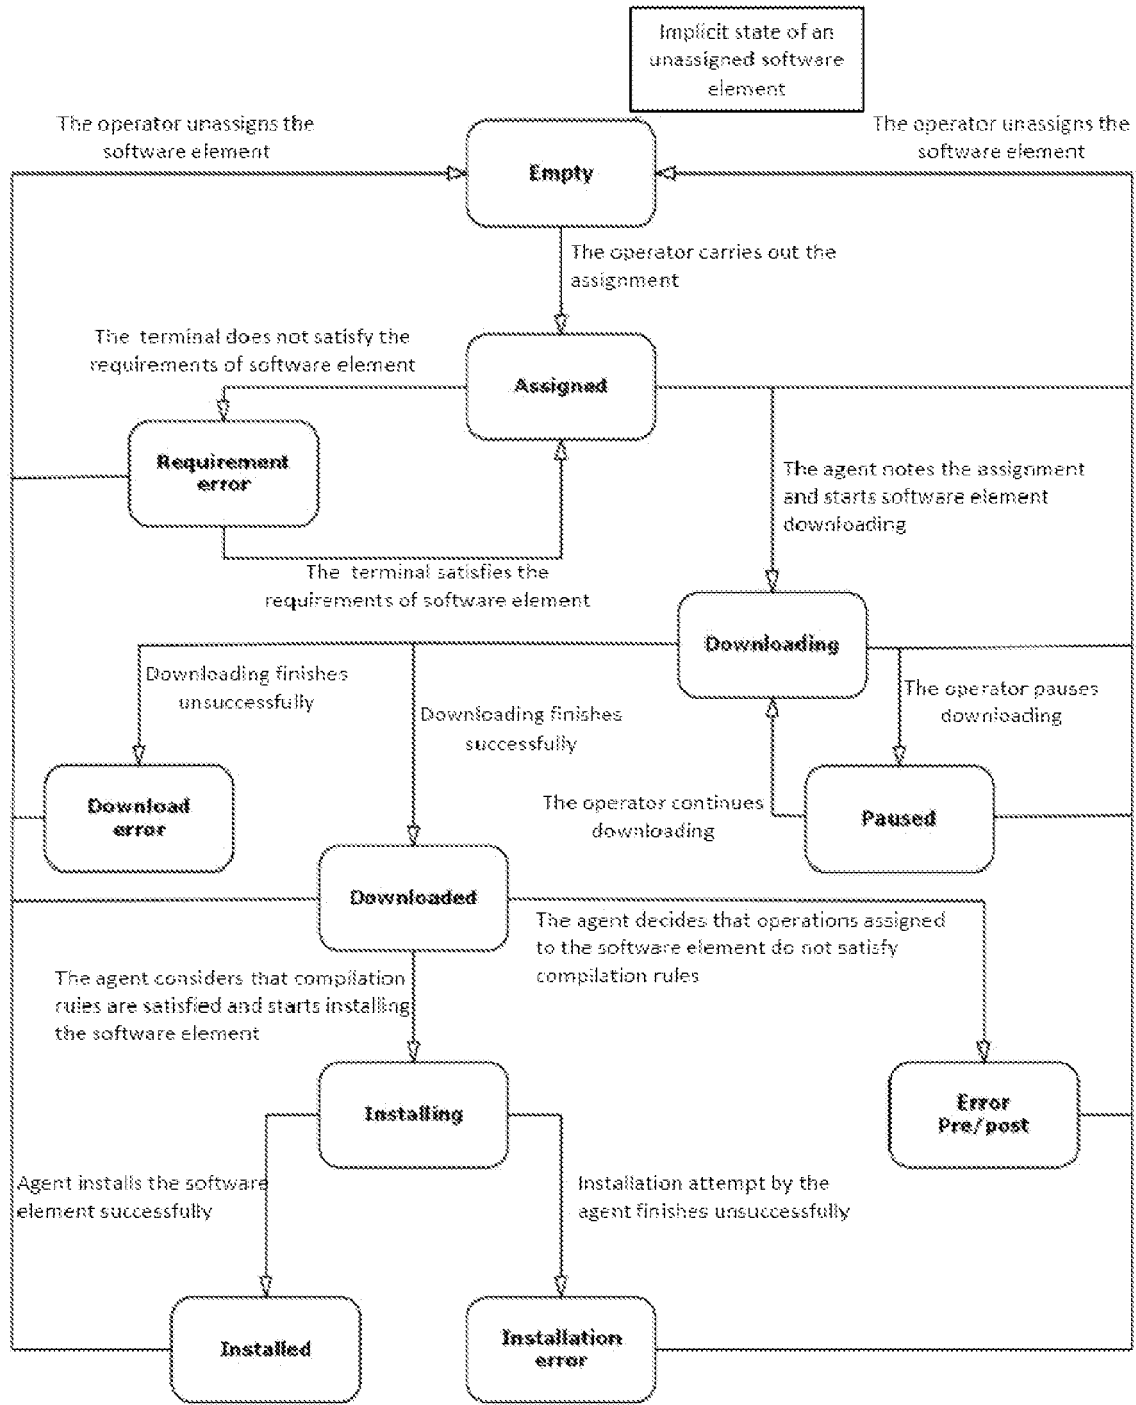 Implicit state of an
unassigned software
element
The operator unassigns the
software element
The operator unassigns the
software element
Empty
The operator carries out the
assignment
The terminal does not satisfy the
requirements of software element
Assigned
Requirement
error
The agent notes the assignment
and starts software element
downloading
The terminal satisfies the
requirements of software element
Downloading
Downloading finishes
unsuccessfully
Downloading finishes
successfully
The operator pauses
downloading
Download
error
The operator continues
downloading
Paused
Downloaded
The agent decides that operations assigned
to the software element do not satisfy
compilation rules
The agent considers that compilation
rules are satisfied and starts installing
the software element
Installing
Error
Pre/post
Agent installs the software
element successfully
Installation attempt by the
agent finishes unsuccessfully
Installed
Installation
error